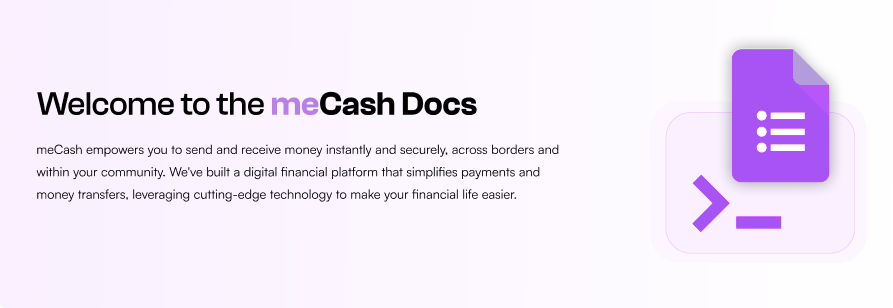 Welcome to the meCash Docs
meCash empowers you to send and receive money instantly and securely, across borders and
within your community. We've built a digital financial platform that simplifies payments and
money transfers, leveraging cutting-edge technology to make your financial life easier.